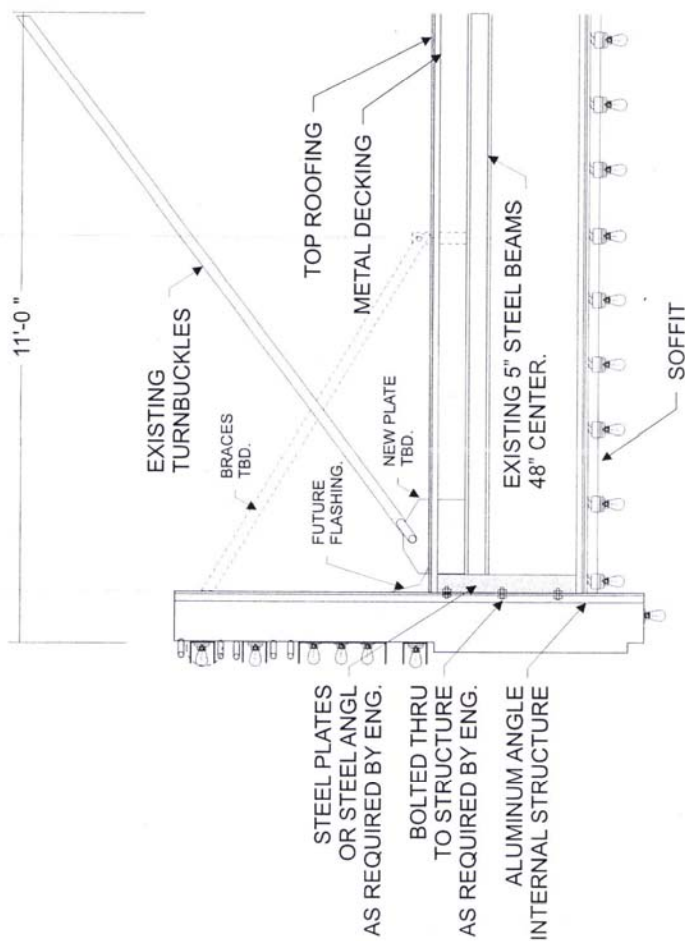 11'-0 "
EXISTING
TURNBUCKLES
BRACES
TBD.
TOP ROOFING
METAL DECKING
FUTURE
FLASHING.
NEW PLATE
TBD.
EXISTING 5" STEEL BEAMS
48" CENTER.
SOFFIT
STEEL PLATES
OR STEEL ANGL
AS REQUIRED BY ENG.
BOLTED THRU
TO STRUCTURE
AS REQUIRED BY ENG.
ALUMINUM ANGLE
INTERNAL STRUCTURE